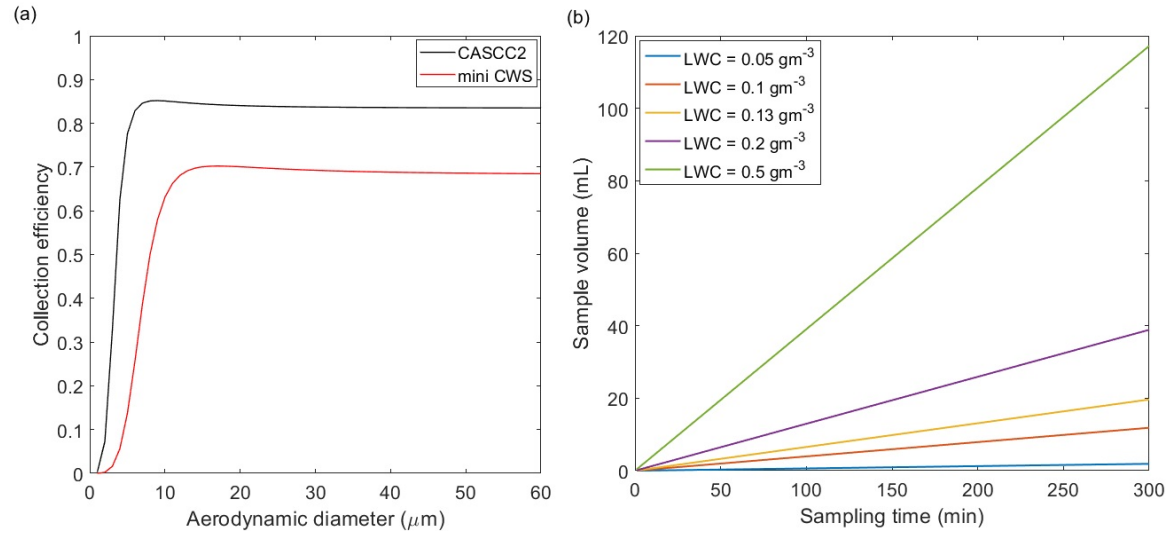 (a)
1
0.9
0.8
0.7
0.6
0.5
0.4
0.3
0.2
0.1
0
Collection efficiency
CASCC2
mini CWS
0 10 20 30 40 50 60
Aerodynamic diameter (μm)
(b)
120
100
80
60
40
20
0
Sample volume (mL)
LWC = 0.05 gm⁻³
LWC = 0.1 gm⁻³
LWC = 0.13 gm⁻³
LWC = 0.2 gm⁻³
LWC = 0.5 gm⁻³
0 50 100 150 200 250 300
Sampling time (min)